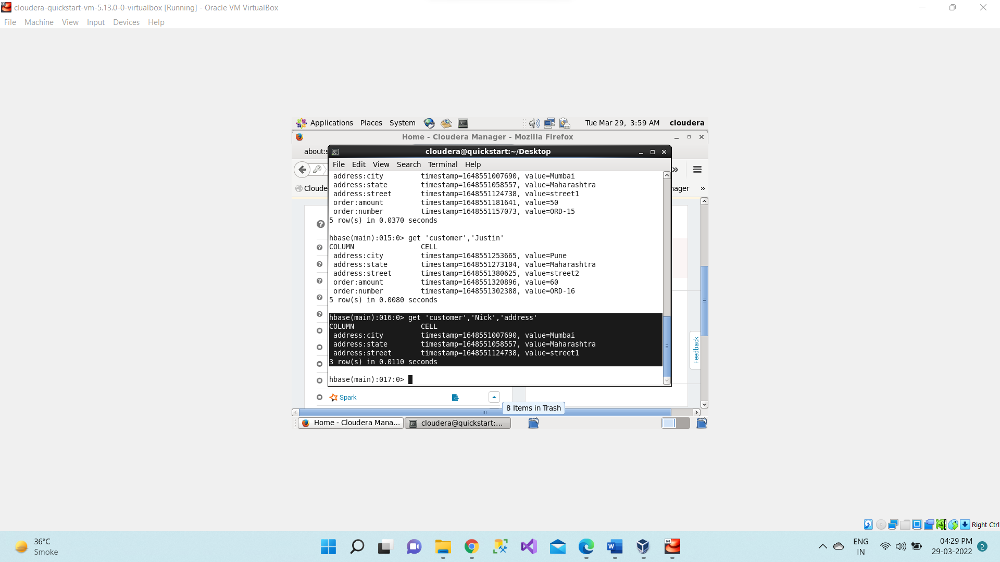 cloudera-quickstart-vm-5.13.0-0-virtualbox [Running] - Oracle VM VirtualBox
File Machine View Input Devices Help
Applications Places System Tue Mar 29, 3:59 AM cloudera
Home - Cloudera Manager - Mozilla Firefox
about:s
cloudera@quickstart:~/Desktop
File Edit View Search Terminal Help
Cloude
nager »
address:city timestamp=1648551007690, value=Mumbai
address:state timestamp=1648551058557, value=Maharashtra
address:street timestamp=1648551124738, value=street1
order:amount timestamp=1648551181641, value=50
order:number timestamp=1648551157073, value=ORD-15
5 row(s) in 0.0370 seconds
hbase(main):015:0> get 'customer','Justin'
COLUMN CELL
address:city timestamp=1648551253665, value=Pune
address:state timestamp=1648551273104, value=Maharashtra
address:street timestamp=1648551380625, value=street2
order:amount timestamp=1648551320896, value=60
order:number timestamp=1648551302388, value=ORD-16
5 row(s) in 0.0080 seconds
hbase(main):016:0> get 'customer','Nick','address'
COLUMN CELL
address:city timestamp=1648551007690, value=Mumbai
address:state timestamp=1648551058557, value=Maharashtra
address:street timestamp=1648551124738, value=street1
3 row(s) in 0.0110 seconds
hbase(main):017:0>
Feedback
Spark
8 Items in Trash
Home - Cloudera Mana... cloudera@quickstart:...
Right Ctrl
36°C
Smoke
ENG
IN
04:29 PM
29-03-2022
2